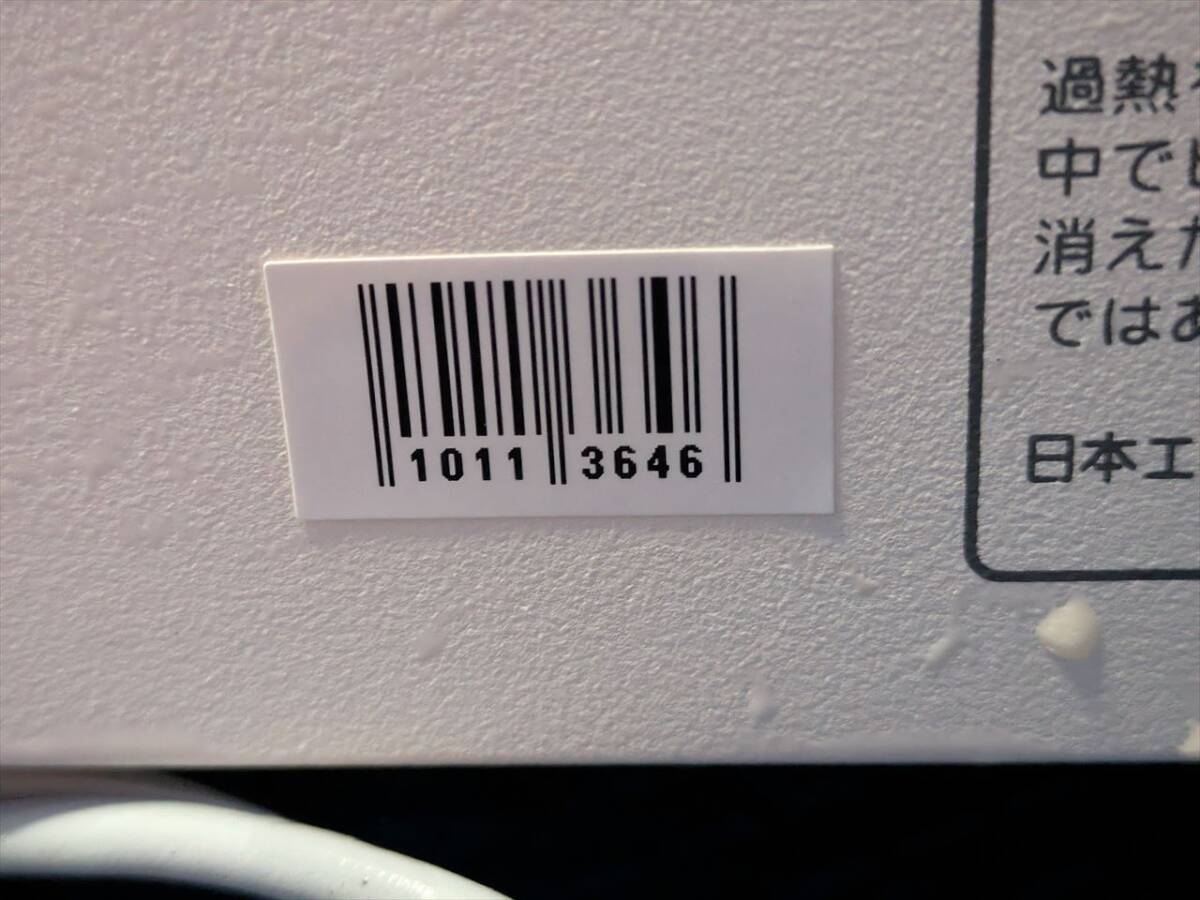 過熱
中で
消えた
ではあ
日本エ
1011 3646